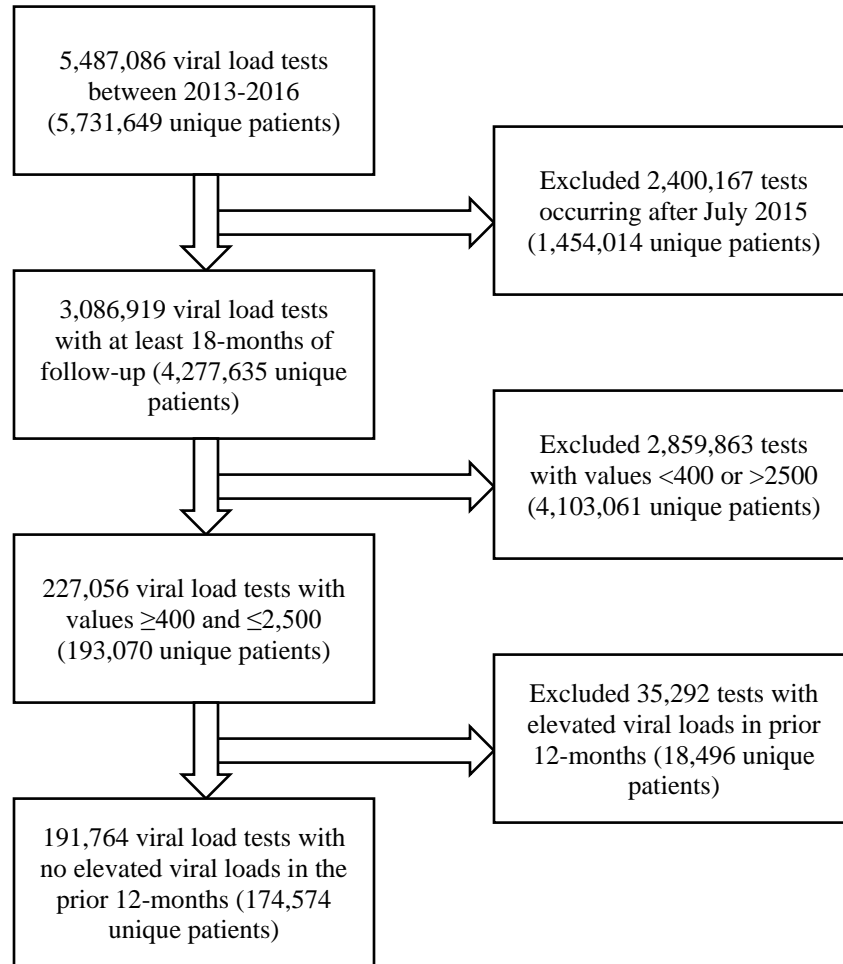 5,487,086 viral load tests
between 2013-2016
(5,731,649 unique patients)
Excluded 2,400,167 tests
occurring after July 2015
(1,454,014 unique patients)
3,086,919 viral load tests
with at least 18-months of
follow-up (4,277,635 unique
patients)
Excluded 2,859,863 tests
with values <400 or >2500
(4,103,061 unique patients)
227,056 viral load tests with
values ≥400 and ≤2,500
(193,070 unique patients)
Excluded 35,292 tests with
elevated viral loads in prior
12-months (18,496 unique
patients)
191,764 viral load tests with
no elevated viral loads in the
prior 12-months (174,574
unique patients)